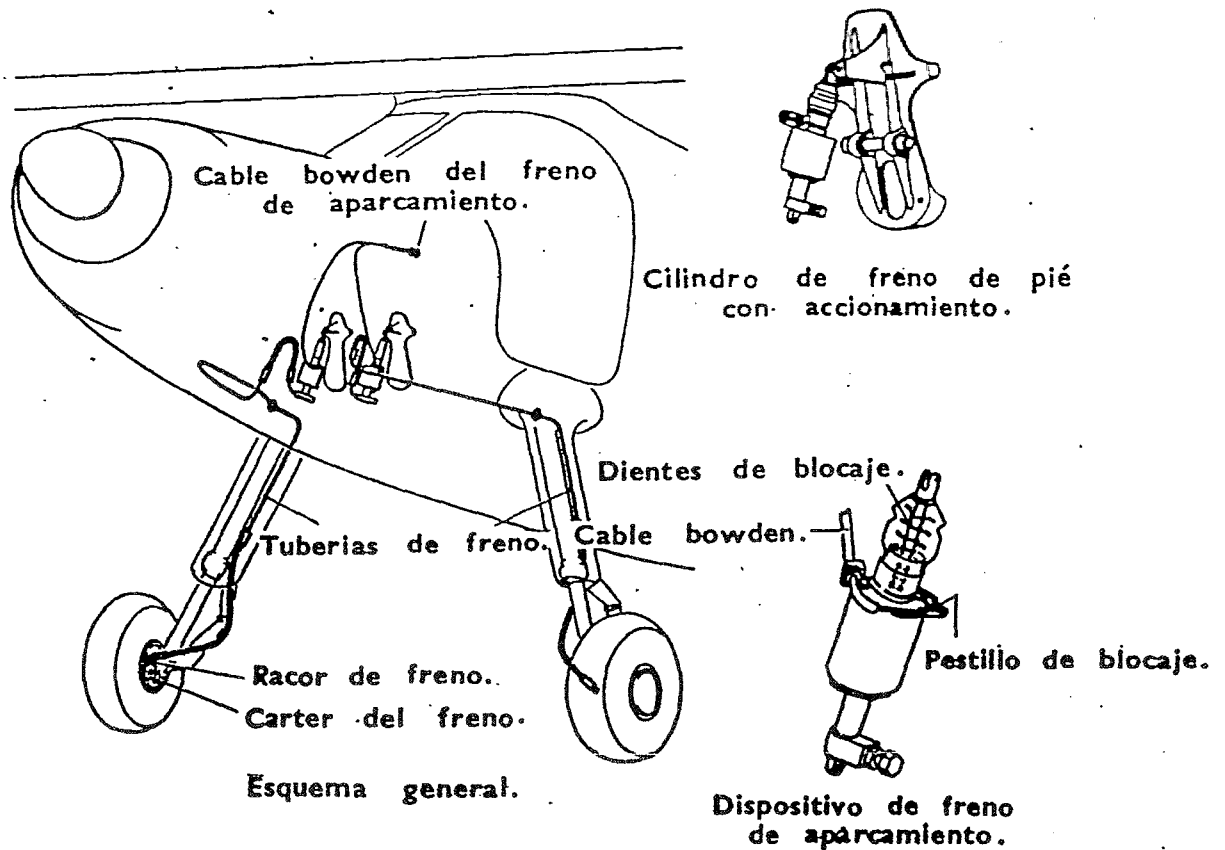 Cable bowden del freno
de aparcamiento.
Cilindro de freno de pié
con accionamiento.
Dientes de blocaje.
Tuberias de freno.
Cable bowden.
Pestillo de blocaje.
Racor de freno.
Carter del freno.
Esquema general.
Dispositivo de freno
de aparcamiento.